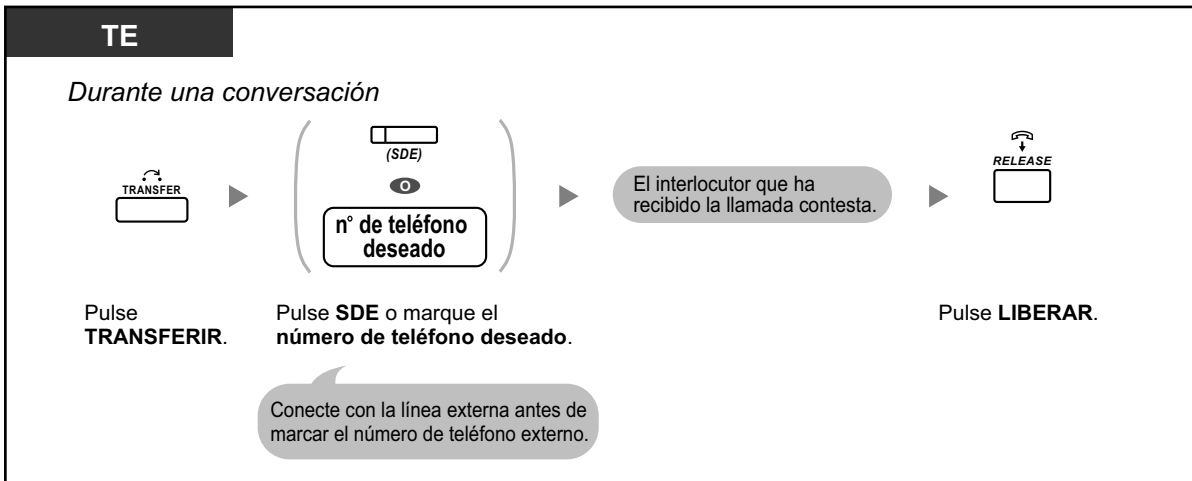 TE
Durante una conversación
TRANSFER
(SDE)
O
n° de teléfono
deseado
El interlocutor que ha
recibido la llamada contesta.
RELEASE
Pulse
TRANSFERIR.
Pulse SDE o marque el
número de teléfono deseado.
Pulse LIBERAR.
Conecte con la línea externa antes de
marcar el número de teléfono externo.